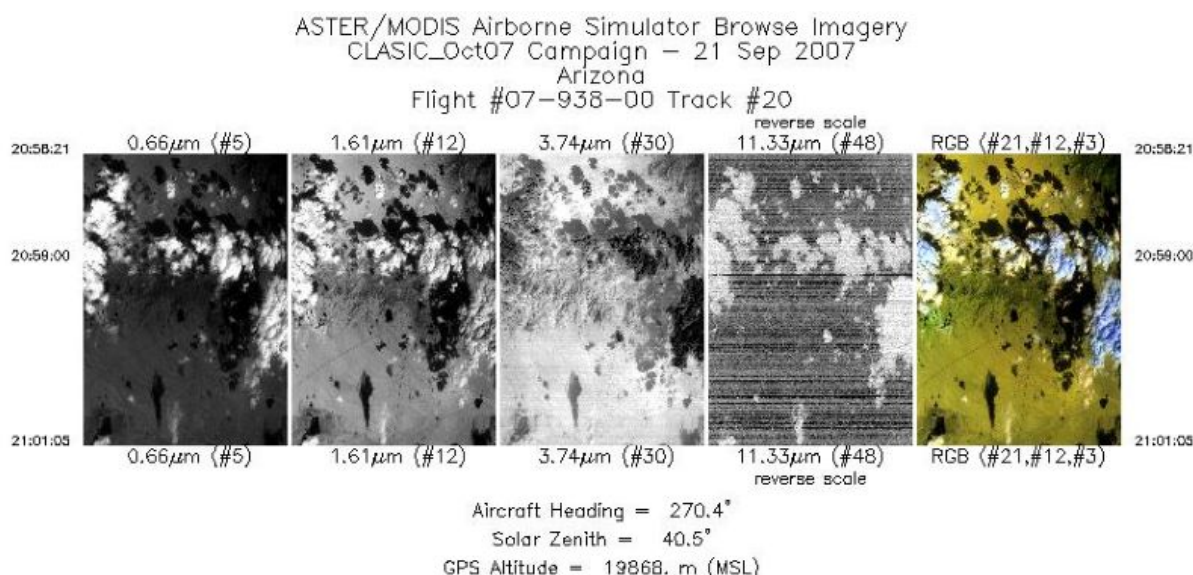 ASTER/MODIS Airborne Simulator Browse Imagery
CLASIC_Oct07 Campaign – 21 Sep 2007
Arizona
Flight #07–938–00 Track #20
reverse scale
0.66μm (#5) 1.61μm (#12) 3.74μm (#30) 11.33μm (#48) RGB (#21,#12,#3)
20:58:21 20:58:21
20:59:00 20:59:00
21:01:05 21:01:05
0.66μm (#5) 1.61μm (#12) 3.74μm (#30) 11.33μm (#48) RGB (#21,#12,#3)
reverse scale
Aircraft Heading = 270.4°
Solar Zenith = 40.5°
GPS Altitude = 19868. m (MSL)